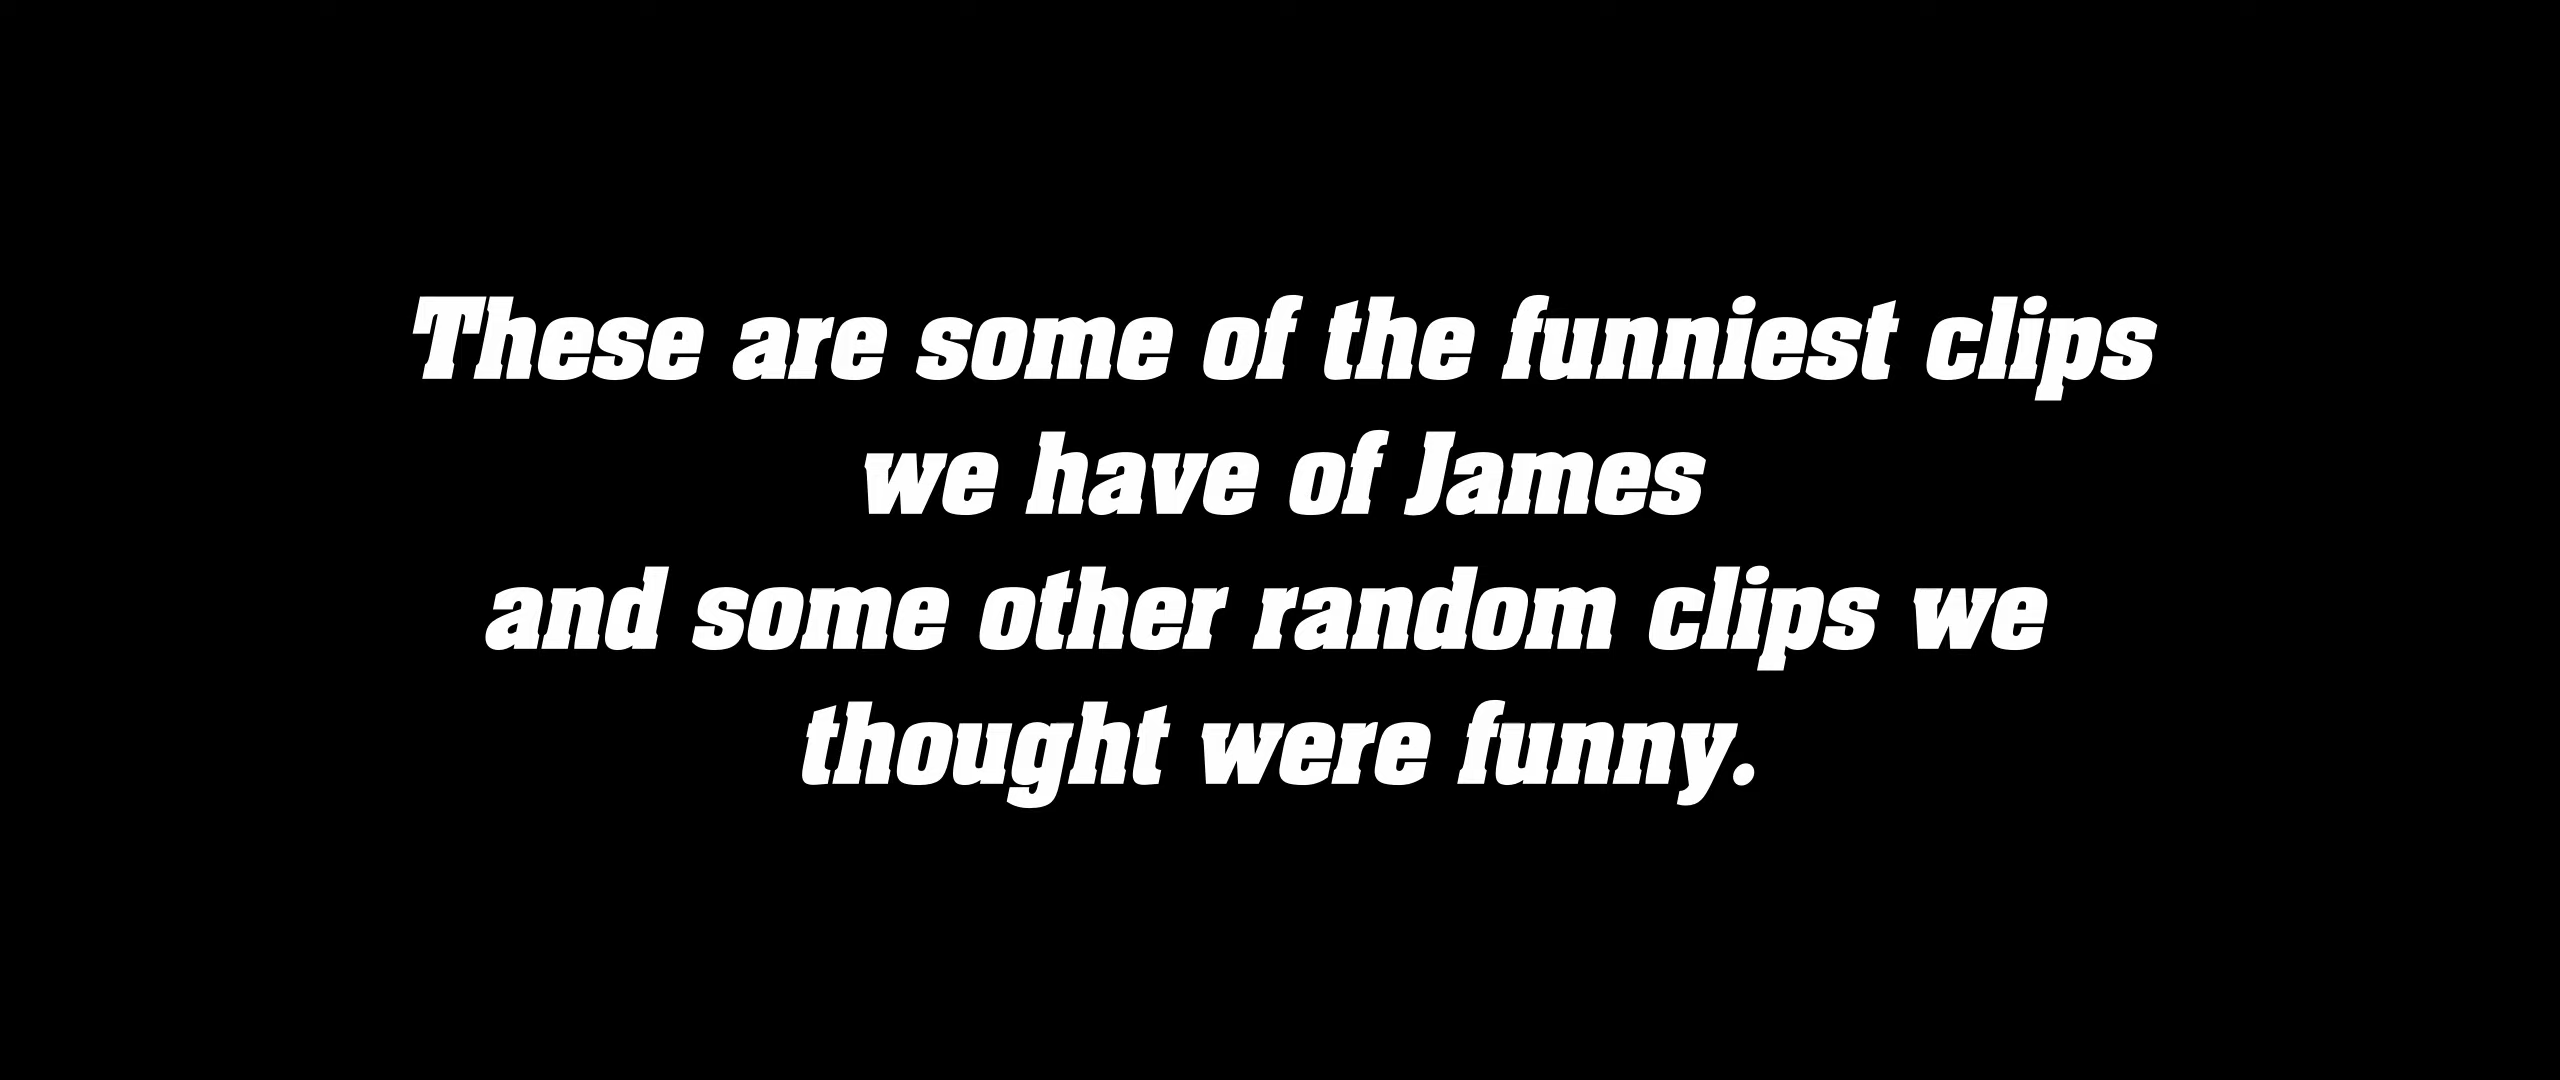 These are some of the funniest clips
we have of James
and some other random clips we
thought were funny.